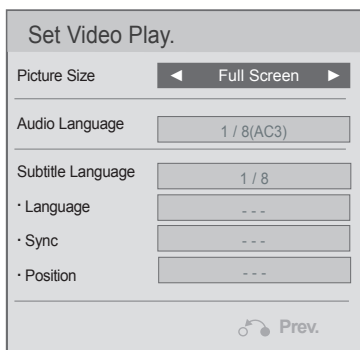 Set Video Play.
Picture Size ◄ Full Screen ►
Audio Language 1 / 8(AC3)
Subtitle Language 1 / 8
· Language - - -
· Sync - - -
· Position - - -
Prev.